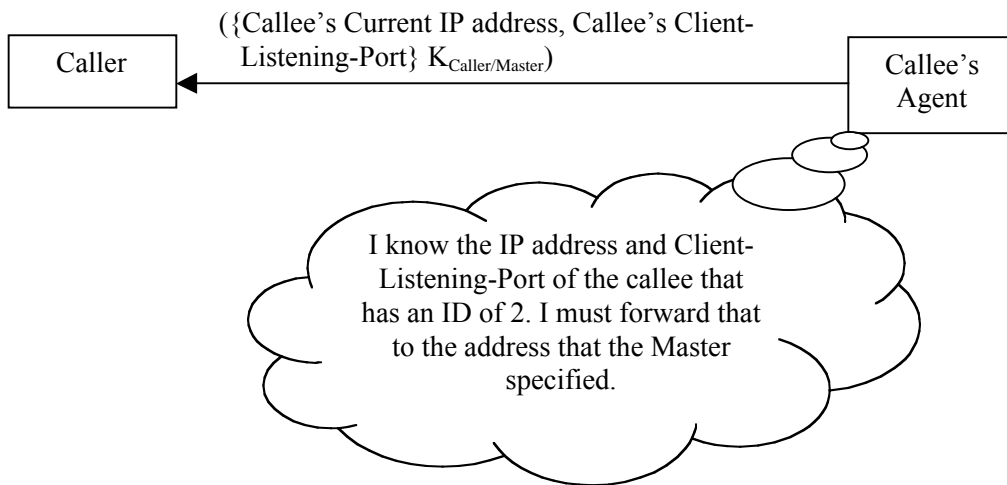 ({Callee's Current IP address, Callee's Client-
Listening-Port} K_Caller/Master)
Caller
Callee's
Agent
I know the IP address and Client-
Listening-Port of the callee that
has an ID of 2. I must forward that
to the address that the Master
specified.